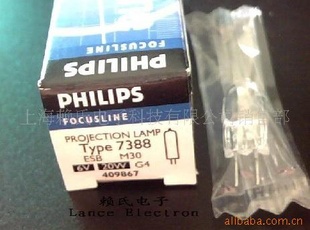 PHILIPS
FOCUSLINE
PHILIPS
FOCUSLINE
PROJECTION LAMP
Type 7388
ESB M30
6V 20W G4
409867
赖氏电子
Lance Electron
alibaba.com.cn